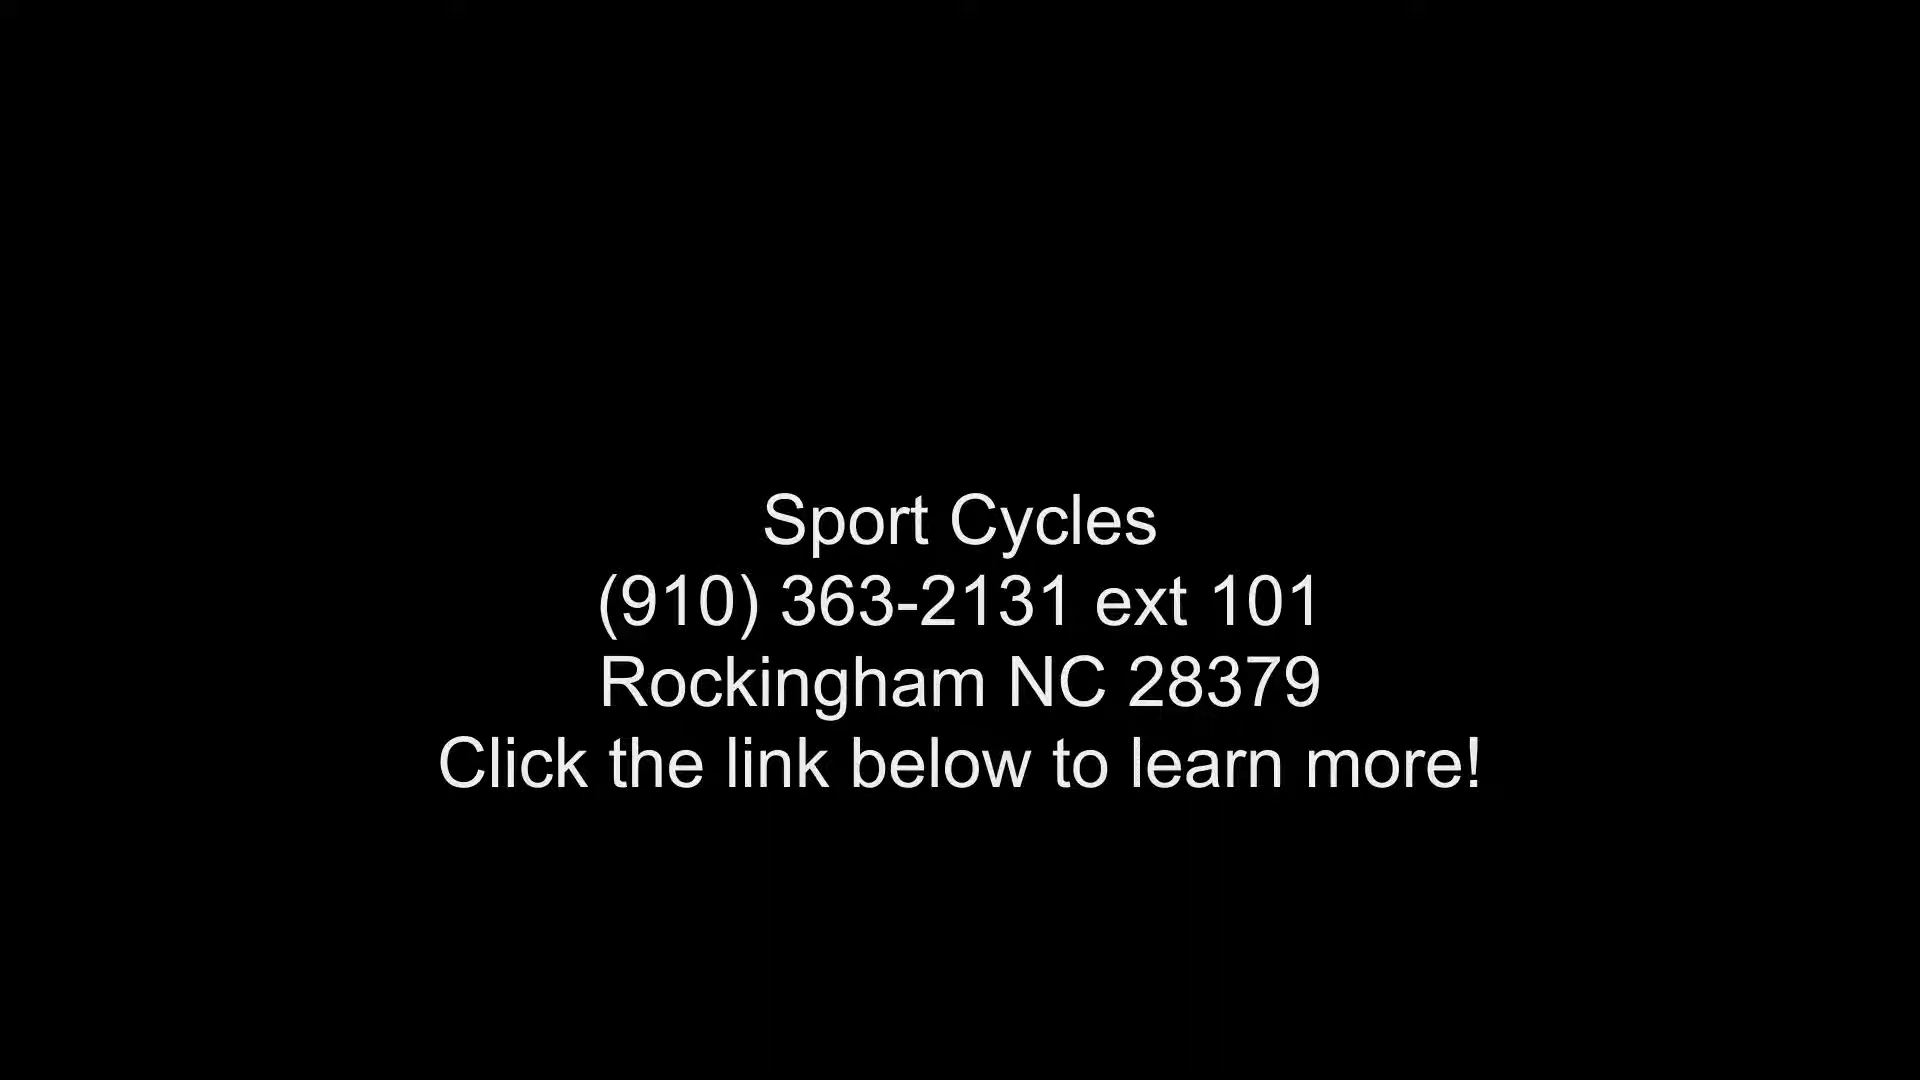 Sport Cycles
(910) 363-2131 ext 101
Rockingham NC 28379
Click the link below to learn more!